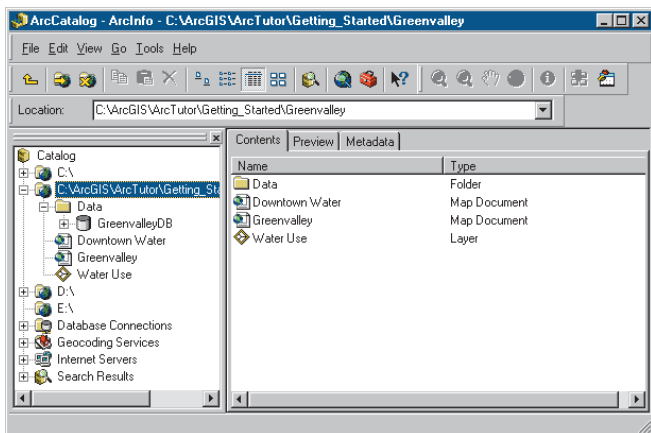 ArcCatalog - ArcInfo - C:\ArcGIS\ArcTutor\Getting_Started\Greenvalley
File Edit View Go Tools Help
Location: C:\ArcGIS\ArcTutor\Getting_Started\Greenvalley
Contents Preview Metadata
Catalog
C:\
C:\ArcGIS\ArcTutor\Getting_Sta
Data
GreenvalleyDB
Downtown Water
Greenvalley
Water Use
D:\
E:\
Database Connections
Geocoding Services
Internet Servers
Search Results
Name Type
Data Folder
Downtown Water Map Document
Greenvalley Map Document
Water Use Layer